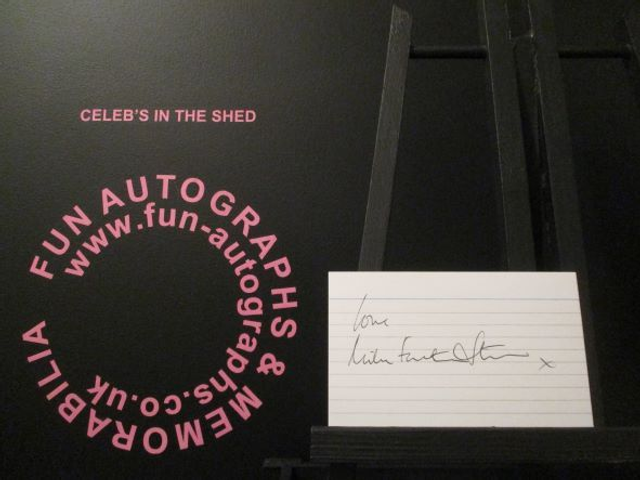 CELEB'S IN THE SHED
FUN AUTOGRAPHS & MEMORABILIA
www.fun-autographs.co.uk
love
x